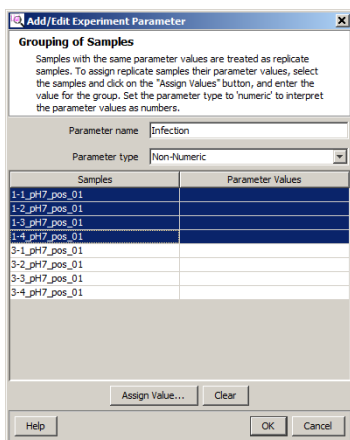 Add/Edit Experiment Parameter
Grouping of Samples
Samples with the same parameter values are treated as replicate
samples. To assign replicate samples their parameter values, select
the samples and click on the "Assign Values" button, and enter the
value for the group. Set the parameter type to 'numeric' to interpret
the parameter values as numbers.
Parameter name Infection
Parameter type Non-Numeric
Samples Parameter Values
1-1_pH7_pos_01
1-2_pH7_pos_01
1-3_pH7_pos_01
1-4_pH7_pos_01
3-1_pH7_pos_01
3-2_pH7_pos_01
3-3_pH7_pos_01
3-4_pH7_pos_01
Assign Value... Clear
Help OK Cancel